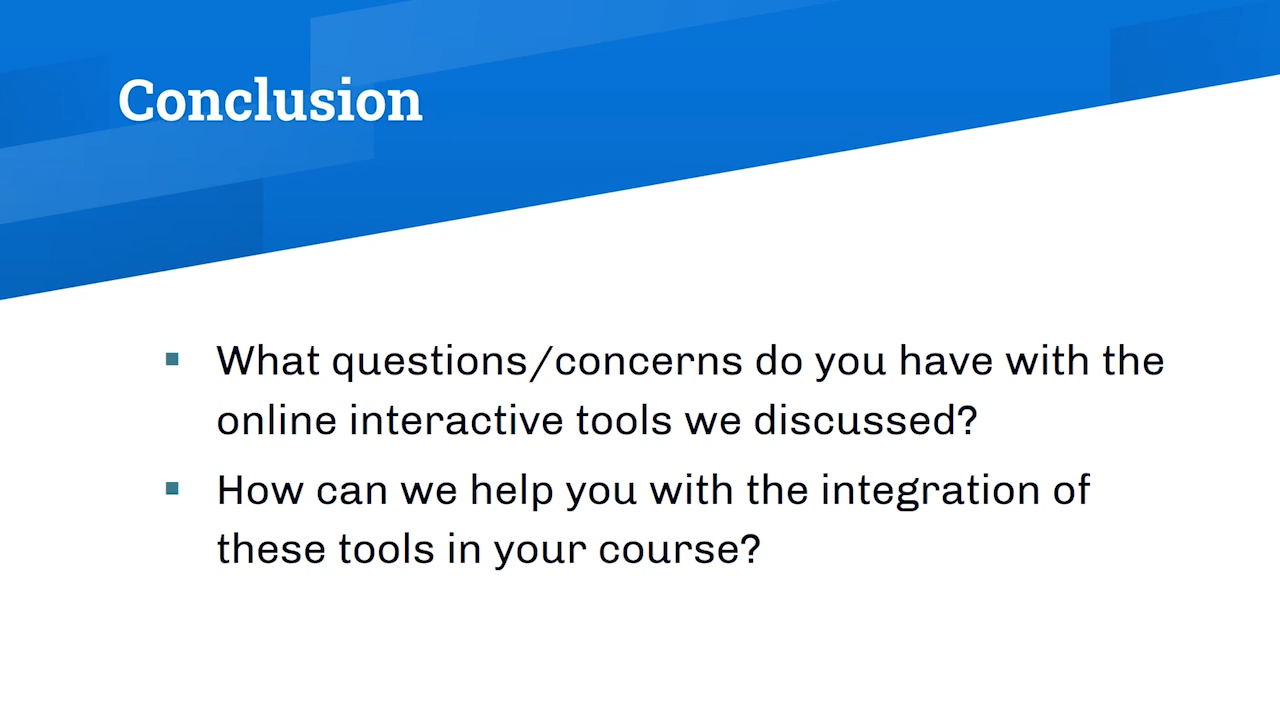 Conclusion
What questions/concerns do you have with the
online interactive tools we discussed?
How can we help you with the integration of
these tools in your course?